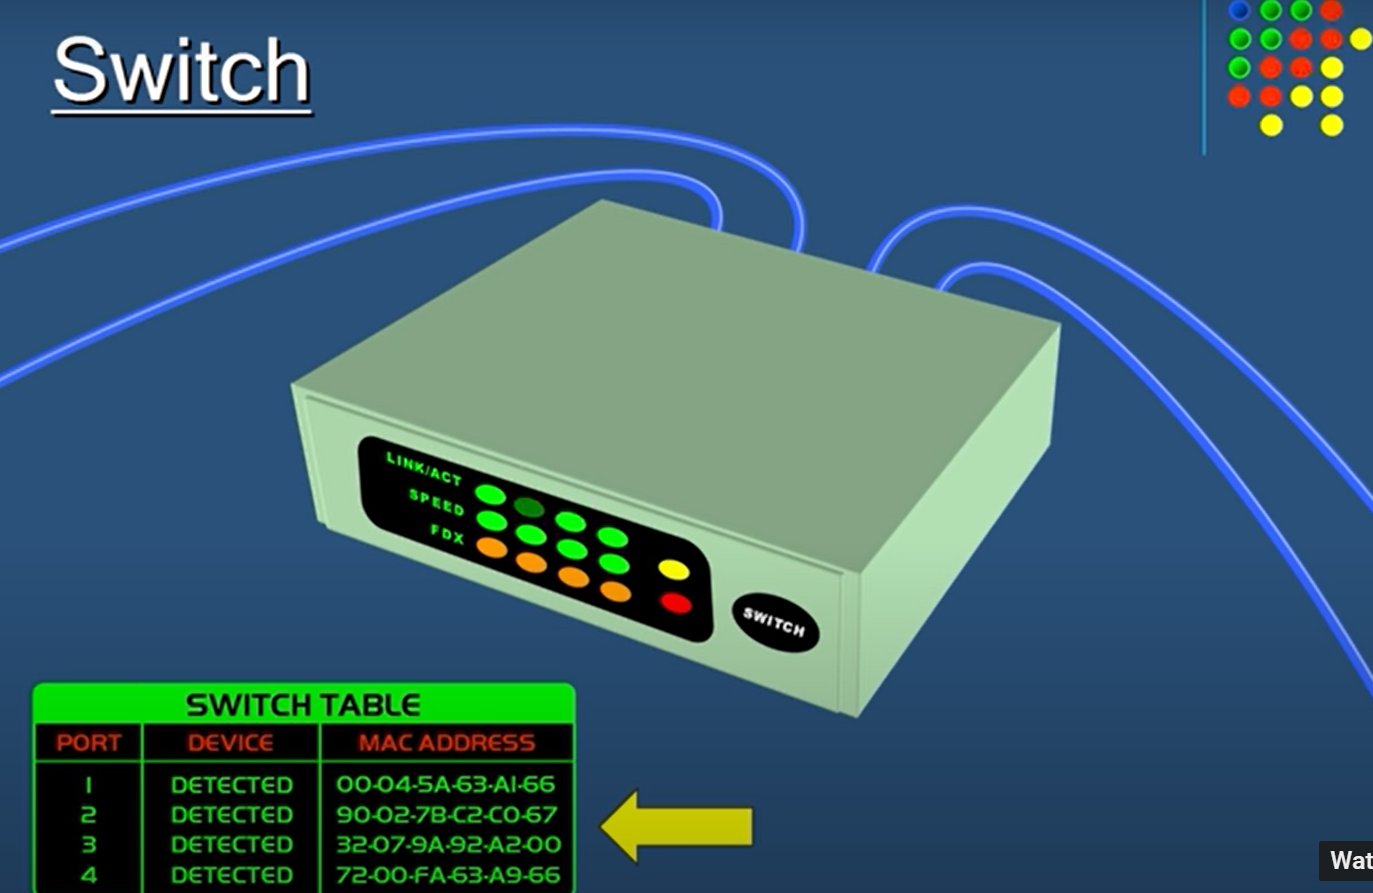 Switch
LINK/ACT
SPEED
FDX
SWITCH
SWITCH TABLE
PORT DEVICE MAC ADDRESS
1 DETECTED 00-04-5A-63-A1-66
2 DETECTED 90-02-7B-C2-C0-67
3 DETECTED 32-07-9A-92-A2-00
4 DETECTED 72-00-FA-63-A9-66
Wat